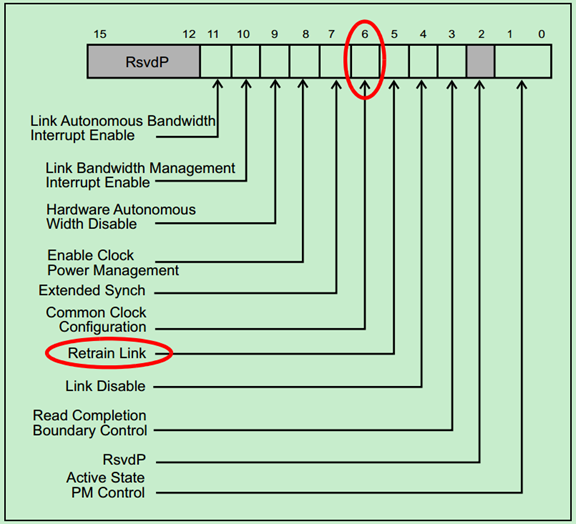 15 12 11 10 9 8 7 6 5 4 3 2 1 0
RsvdP
Link Autonomous Bandwidth
Interrupt Enable
Link Bandwidth Management
Interrupt Enable
Hardware Autonomous
Width Disable
Enable Clock
Power Management
Extended Synch
Common Clock
Configuration
Retrain Link
Link Disable
Read Completion
Boundary Control
RsvdP
Active State
PM Control